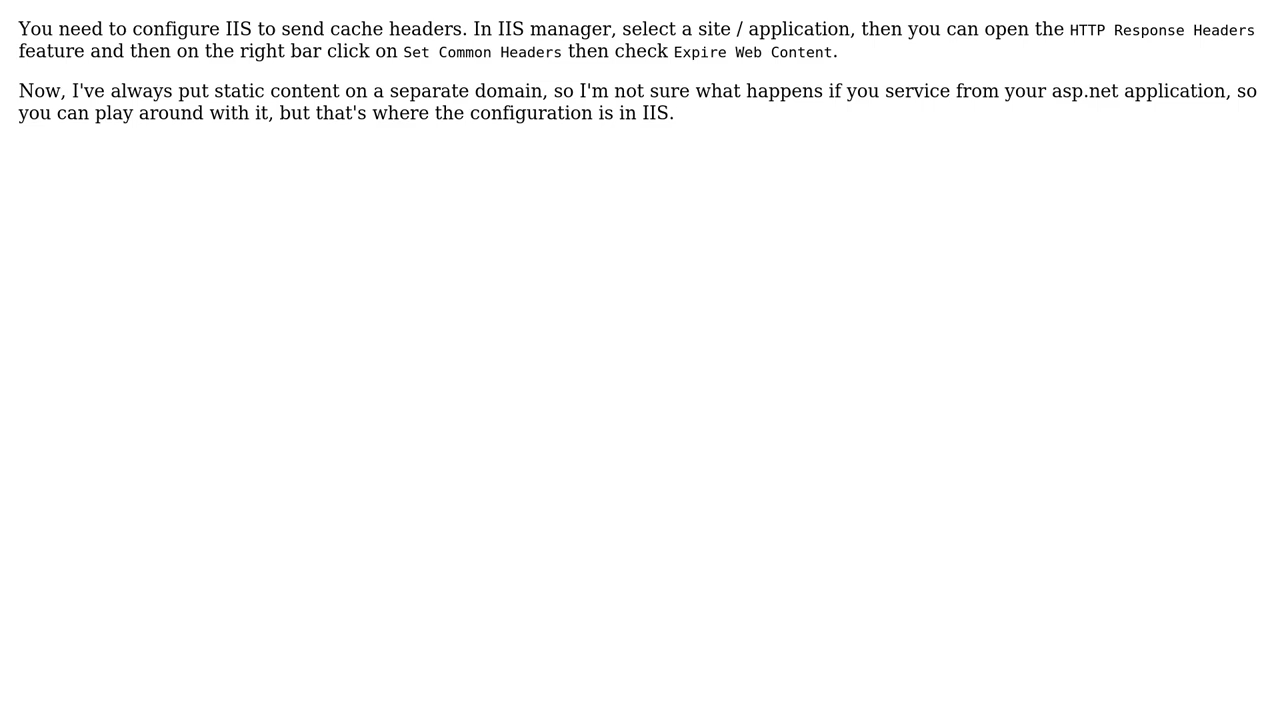 You need to configure IIS to send cache headers. In IIS manager, select a site / application, then you can open the HTTP Response Headers
feature and then on the right bar click on Set Common Headers then check Expire Web Content.
Now, I've always put static content on a separate domain, so I'm not sure what happens if you service from your asp.net application, so
you can play around with it, but that's where the configuration is in IIS.